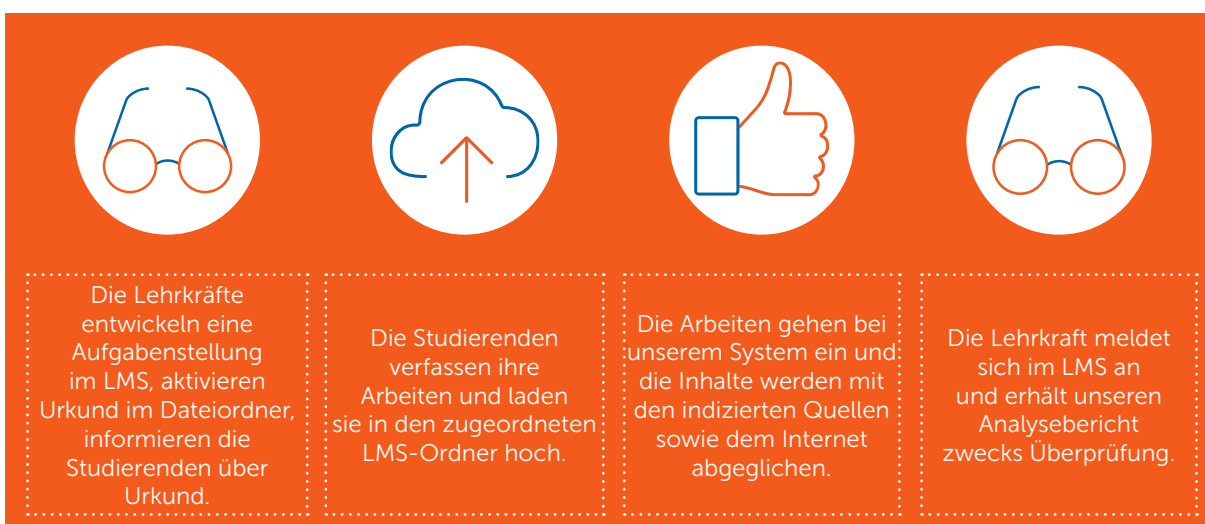 Die Lehrkräfte
entwickeln eine
Aufgabenstellung
im LMS, aktivieren
Urkund im Dateiordner,
informieren die
Studierenden über
Urkund.
Die Studierenden
verfassen ihre
Arbeiten und laden
sie in den zugeordneten
LMS-Ordner hoch.
Die Arbeiten gehen bei
unserem System ein und
die Inhalte werden mit
den indizierten Quellen
sowie dem Internet
abgeglichen.
Die Lehrkraft meldet
sich im LMS an
und erhält unseren
Analysebericht
zwecks Überprüfung.